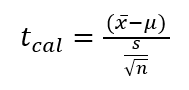 t_cal = (x̄−μ) / (s / √n)